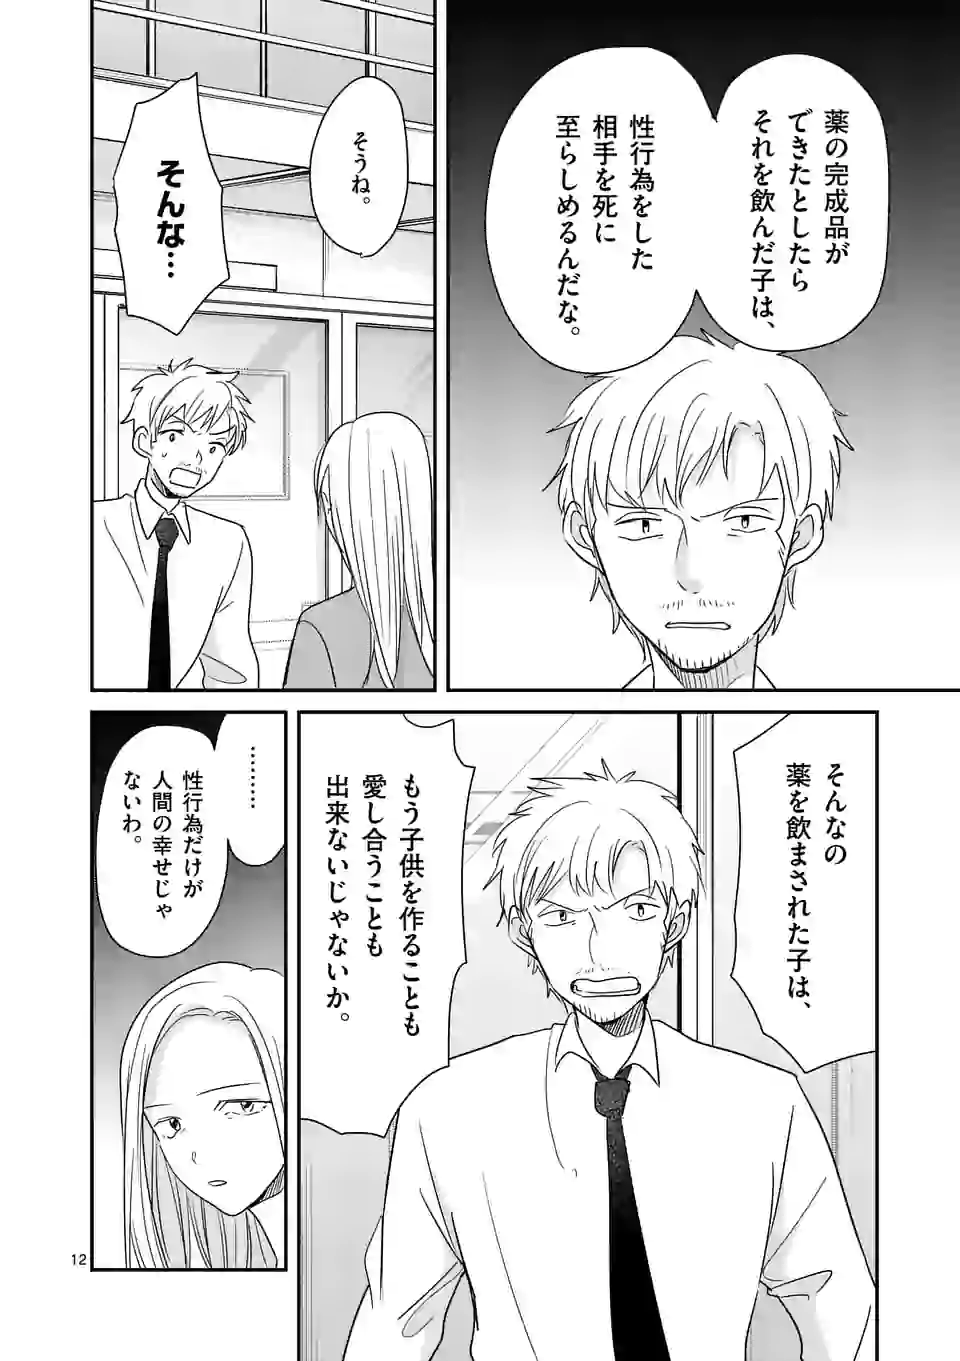 薬の完成品が
できたとしたら
それを飲んだ子は、
性行為をした
相手を死に
至らしめるんだな。
そうね。
そんな…
そんなの
薬を飲まされた子は、
もう子供を作ることも
愛し合うことも
出来ないじゃないか。
………
性行為だけが
人間の幸せじゃ
ないわ。
12